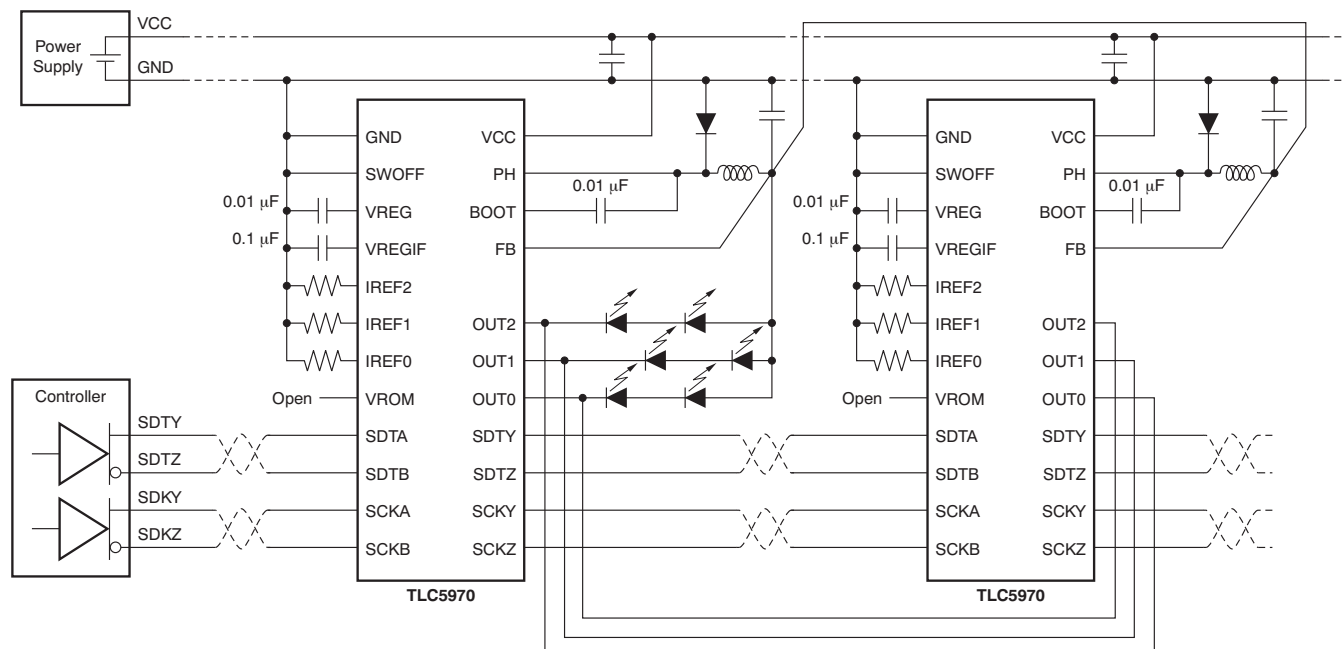 VCC
Power
Supply
GND
GND
VCC
SWOFF
PH
0.01 μF
0.01 μF
VREG
BOOT
0.1 μF
VREGIF
FB
IREF2
IREF1
OUT2
IREF0
OUT1
Open
VROM
OUT0
SDTA
SDTY
SDTB
SDTZ
SCKA
SCKY
SCKB
SCKZ
TLC5970
GND
VCC
SWOFF
PH
0.01 μF
0.01 μF
VREG
BOOT
0.1 μF
VREGIF
FB
IREF2
IREF1
OUT2
IREF0
OUT1
Open
VROM
OUT0
SDTA
SDTY
SDTB
SDTZ
SCKA
SCKY
SCKB
SCKZ
TLC5970
Controller
SDTY
SDTZ
SDKY
SDKZ